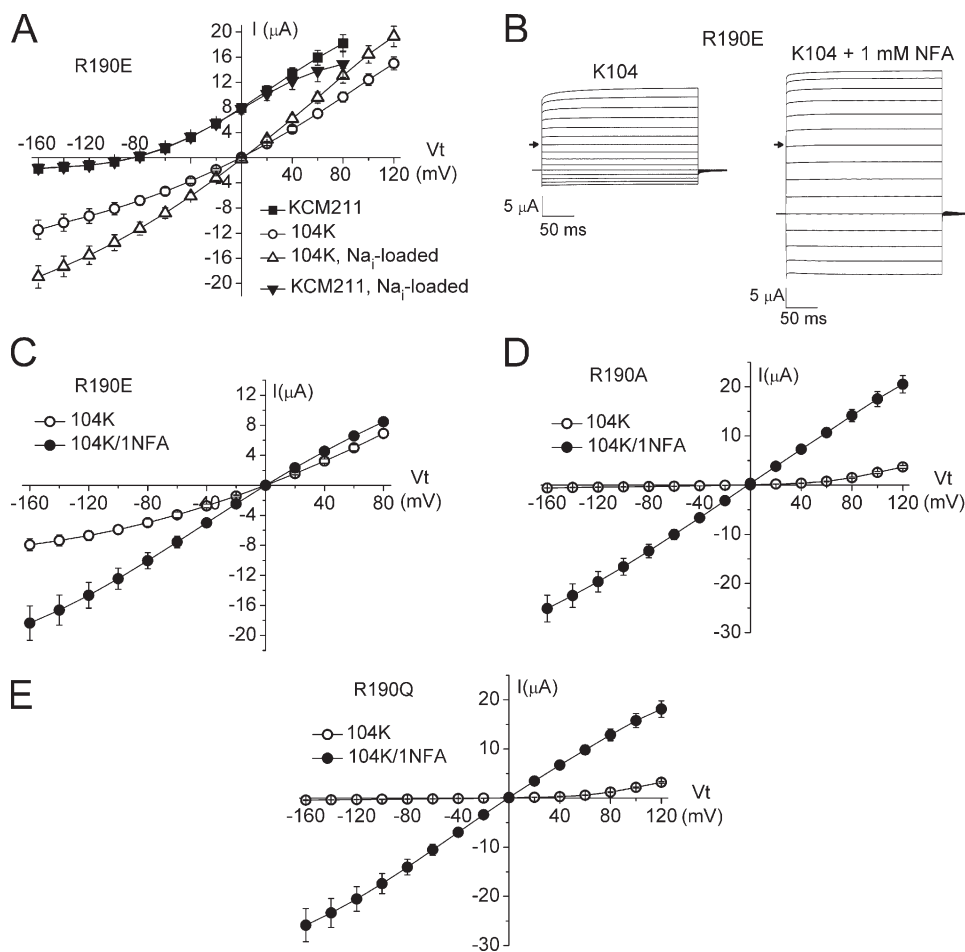 A
R190E
I (μA)
20
16
12
8
4
-160 -120 -80 -40
40 80 120
Vt
(mV)
-4
-8
-12
-16
-20
KCM211
104K
104K, Nai-loaded
KCM211, Nai-loaded
B
R190E
K104
K104 + 1 mM NFA
5 μA
50 ms
5 μA
50 ms
C
R190E
I(μA)
104K
104K/1NFA
12
8
4
-160 -120 -80 -40
40 80
Vt
(mV)
-4
-8
-12
-16
-20
D
R190A
I(μA)
104K
104K/1NFA
20
10
-160 -120 -80 -40
40 80 120
Vt
(mV)
-10
-20
-30
E
R190Q
I(μA)
104K
104K/1NFA
20
10
-160 -120 -80 -40
40 80 120
Vt
(mV)
-10
-20
-30